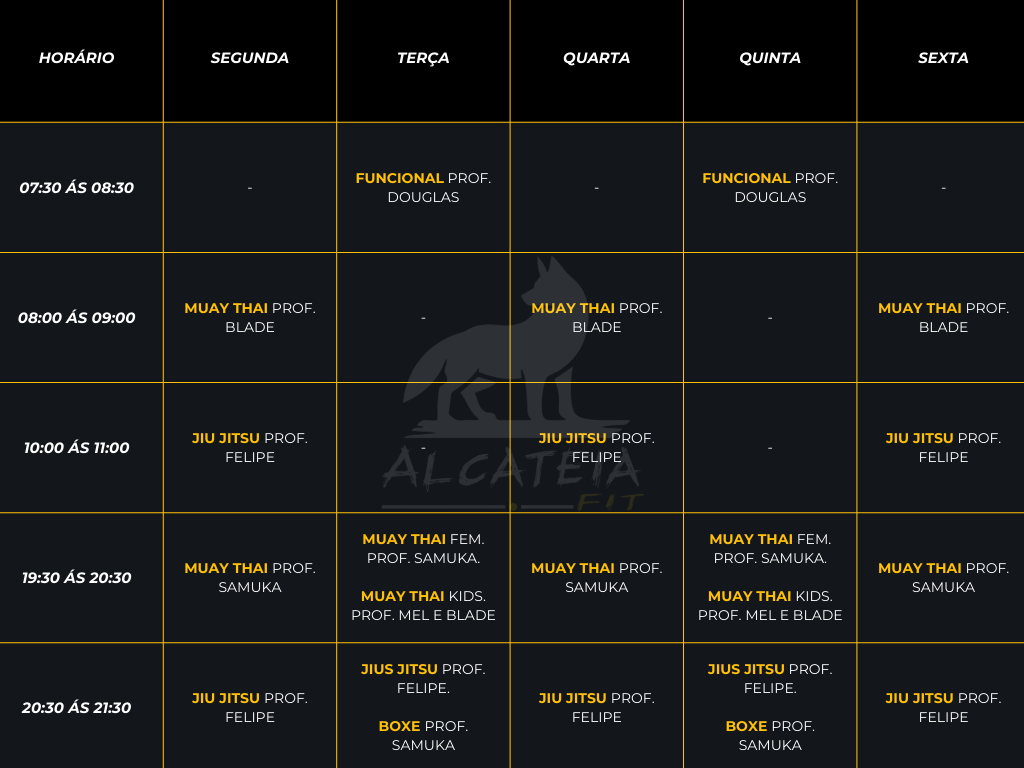 HORÁRIO SEGUNDA TERÇA QUARTA QUINTA SEXTA
07:30 ÁS 08:30
-
FUNCIONAL PROF.
DOUGLAS
-
FUNCIONAL PROF.
DOUGLAS
-
08:00 ÁS 09:00
MUAY THAI PROF.
BLADE
-
MUAY THAI PROF.
BLADE
-
MUAY THAI PROF.
BLADE
10:00 ÁS 11:00
JIU JITSU PROF.
FELIPE
-
JIU JITSU PROF.
FELIPE
-
JIU JITSU PROF.
FELIPE
ALCATEIA
FIT
19:30 ÁS 20:30
MUAY THAI PROF.
SAMUKA
MUAY THAI FEM.
PROF. SAMUKA.
MUAY THAI KIDS.
PROF. MEL E BLADE
MUAY THAI PROF.
SAMUKA
MUAY THAI FEM.
PROF. SAMUKA.
MUAY THAI KIDS.
PROF. MEL E BLADE
MUAY THAI PROF.
SAMUKA
20:30 ÁS 21:30
JIU JITSU PROF.
FELIPE
JIUS JITSU PROF.
FELIPE.
BOXE PROF.
SAMUKA
JIU JITSU PROF.
FELIPE
JIUS JITSU PROF.
FELIPE.
BOXE PROF.
SAMUKA
JIU JITSU PROF.
FELIPE